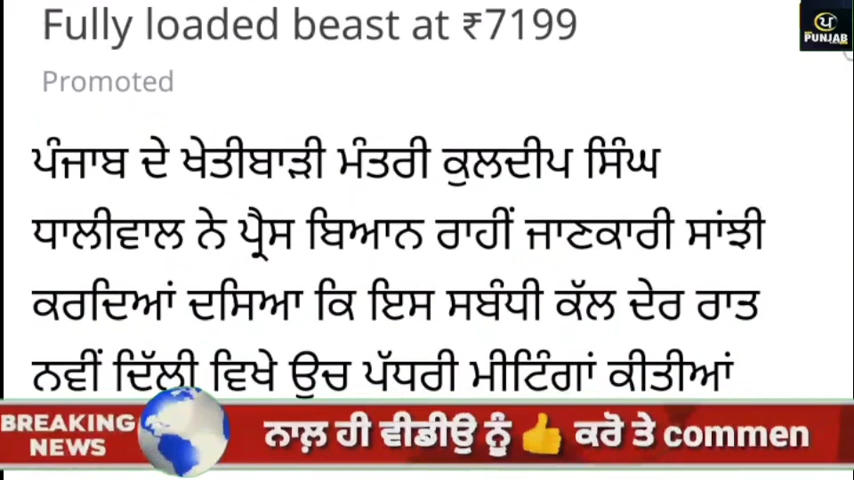 Fully loaded beast at ₹7199
ਪ
PUNJAB
Promoted
ਪੰਜਾਬ ਦੇ ਖੇਤੀਬਾੜੀ ਮੰਤਰੀ ਕੁਲਦੀਪ ਸਿੰਘ
ਧਾਲੀਵਾਲ ਨੇ ਪ੍ਰੈਸ ਬਿਆਨ ਰਾਹੀਂ ਜਾਣਕਾਰੀ ਸਾਂਝੀ
ਕਰਦਿਆਂ ਦਸਿਆ ਕਿ ਇਸ ਸਬੰਧੀ ਕੱਲ ਦੇਰ ਰਾਤ
ਨਵੀਂ ਦਿੱਲੀ ਵਿਖੇ ਉਚ ਪੱਧਰੀ ਮੀਟਿੰਗਾਂ ਕੀਤੀਆਂ
BREAKING
NEWS
ਨਾਲ਼ ਹੀ ਵੀਡੀਉ ਨੂੰ 👍 ਕਰੋ ਤੇ commen